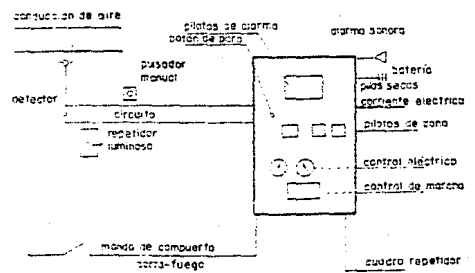 conducción de aire
pilotos de alarma
botón de paro
alarma sonora
pulsador
manual
batería
pilas secas
corriente eléctrica
detector
circuito
repetidor
luminoso
pilotos de zona
control eléctrico
control de marcha
mando de compuerta
corta-fuego
cuadro repetidor